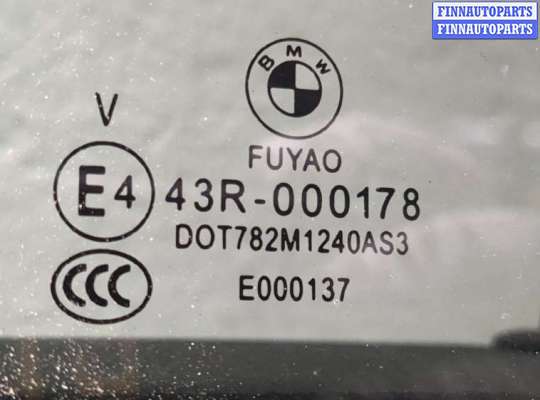 FINNAUTOPARTS
FINNAUTOPARTS
BMW
V
FUYAO
E4 43R-000178
DOT782M1240AS3
CCC E000137